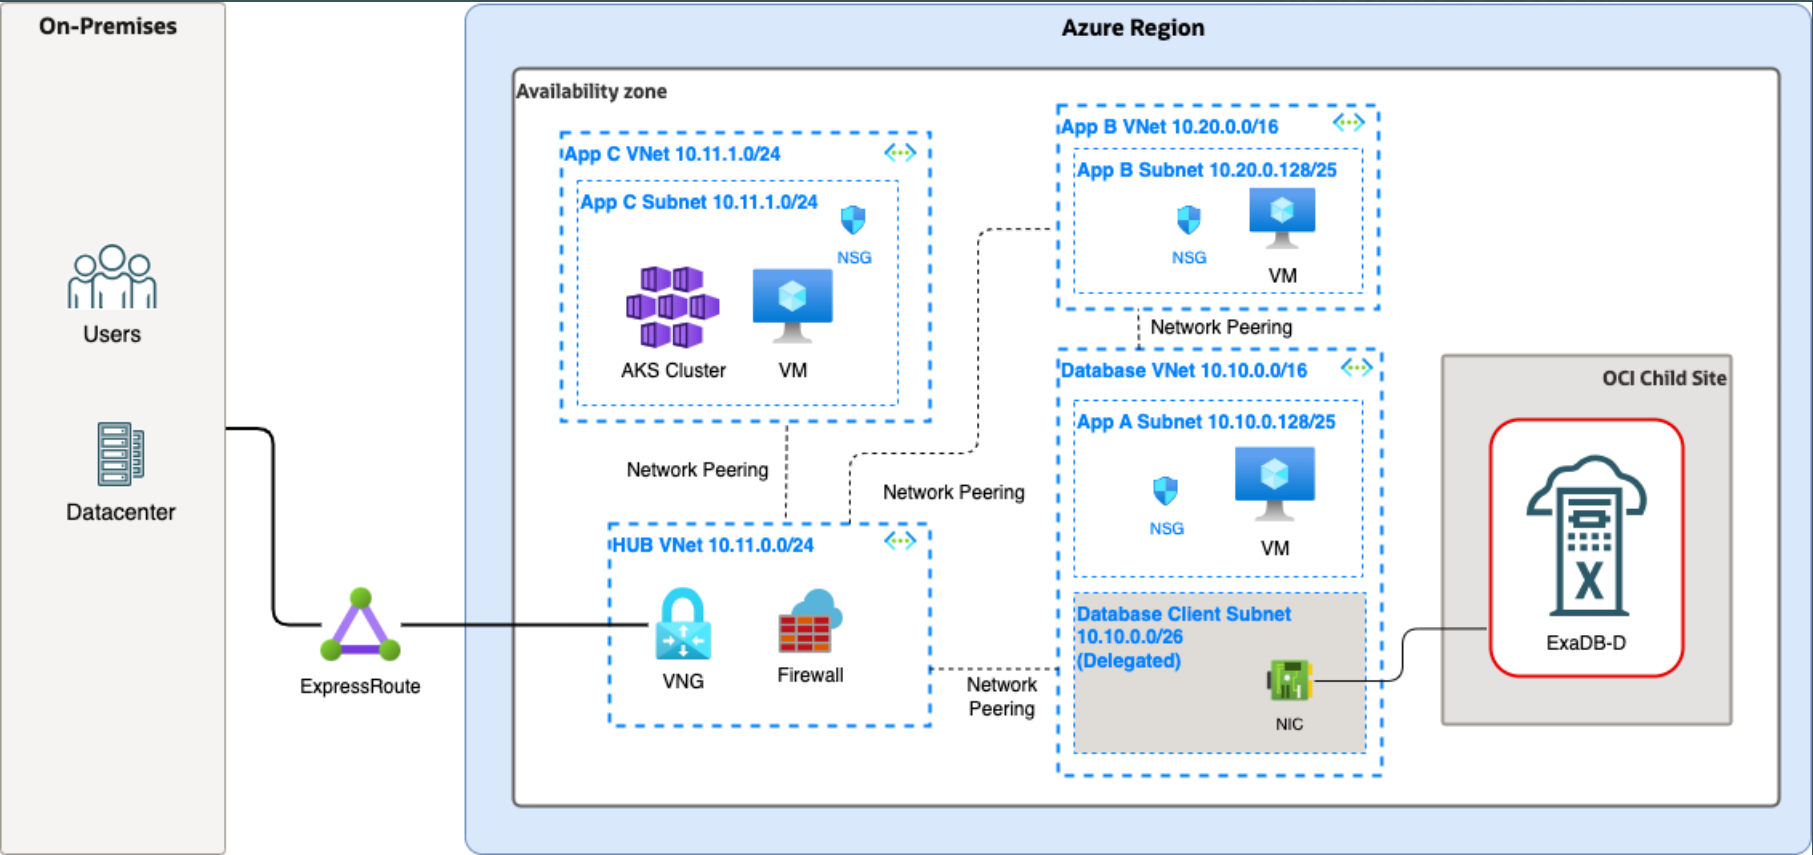 On-Premises
Users
Datacenter
ExpressRoute
Azure Region
Availability zone
App C VNet 10.11.1.0/24
App C Subnet 10.11.1.0/24
NSG
AKS Cluster
VM
Network Peering
Network Peering
HUB VNet 10.11.0.0/24
VNG
Firewall
Network
Peering
App B VNet 10.20.0.0/16
App B Subnet 10.20.0.128/25
NSG
VM
Network Peering
Database VNet 10.10.0.0/16
App A Subnet 10.10.0.128/25
NSG
VM
Database Client Subnet
10.10.0.0/26
(Delegated)
NIC
OCI Child Site
X
ExaDB-D